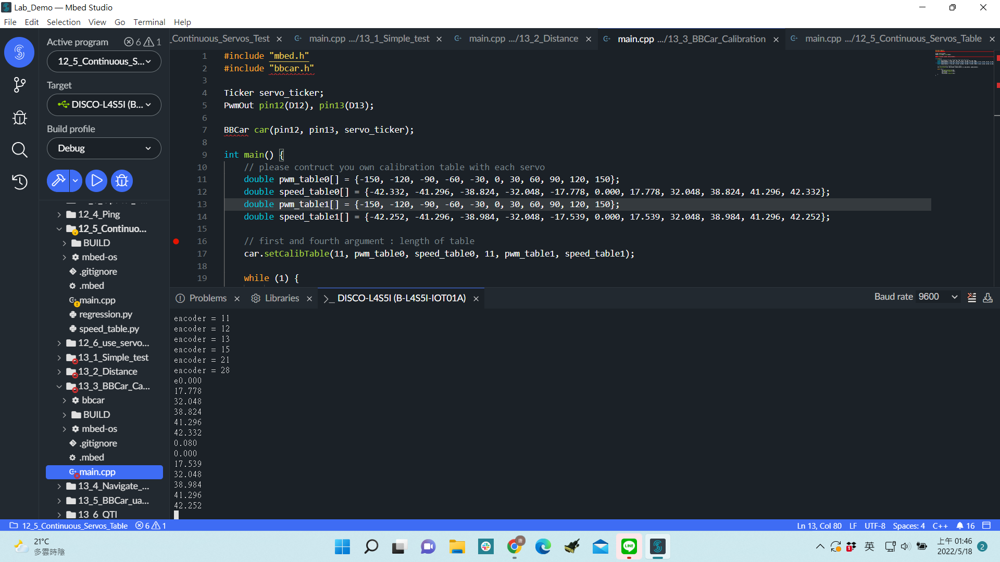 Lab_Demo — Mbed Studio
File Edit Selection View Go Terminal Help
Active program 6 1
12_5_Continuous_S...
Target
DISCO-L4S5I (B...
Build profile
Debug
12_4_Ping
12_5_Continuo...
BUILD
mbed-os
.gitignore
.mbed
main.cpp
regression.py
speed_table.py
12_6_use_servo...
13_1_Simple_test
13_2_Distance
13_3_BBCar_Ca...
bbcar
BUILD
mbed-os
.gitignore
.mbed
main.cpp
13_4_Navigate_...
13_5_BBCar_ua...
13_6_QTI
_Continuous_Servos_Test × main.cpp .../13_1_Simple_test × main.cpp .../13_2_Distance × main.cpp .../13_3_BBCar_Calibration × main.cpp .../12_5_Continuous_Servos_Table ×
1 #include "mbed.h"
2 #include "bbcar.h"
3
4 Ticker servo_ticker;
5 PwmOut pin12(D12), pin13(D13);
6
7 BBCar car(pin12, pin13, servo_ticker);
8
9 int main() {
10 // please contruct you own calibration table with each servo
11 double pwm_table0[] = {-150, -120, -90, -60, -30, 0, 30, 60, 90, 120, 150};
12 double speed_table0[] = {-42.332, -41.296, -38.824, -32.048, -17.778, 0.000, 17.778, 32.048, 38.824, 41.296, 42.332};
13 double pwm_table1[] = {-150, -120, -90, -60, -30, 0, 30, 60, 90, 120, 150};
14 double speed_table1[] = {-42.252, -41.296, -38.984, -32.048, -17.539, 0.000, 17.539, 32.048, 38.984, 41.296, 42.252};
15
16 // first and fourth argument : length of table
17 car.setCalibTable(11, pwm_table0, speed_table0, 11, pwm_table1, speed_table1);
18
19 while (1) {
Problems × Libraries × >_ DISCO-L4S5I (B-L4S5I-IOT01A) × Baud rate 9600
encoder = 11
encoder = 12
encoder = 13
encoder = 15
encoder = 21
encoder = 28
e0.000
17.778
32.048
38.824
41.296
42.332
0.080
0.000
17.539
32.048
38.984
41.296
42.252
12_5_Continuous_Servos_Table 6 1 Ln 13, Col 80 LF UTF-8 Spaces: 4 C++ 16
21°C
多雲時陰
LINE
1
英
上午 01:46
2022/5/18
2